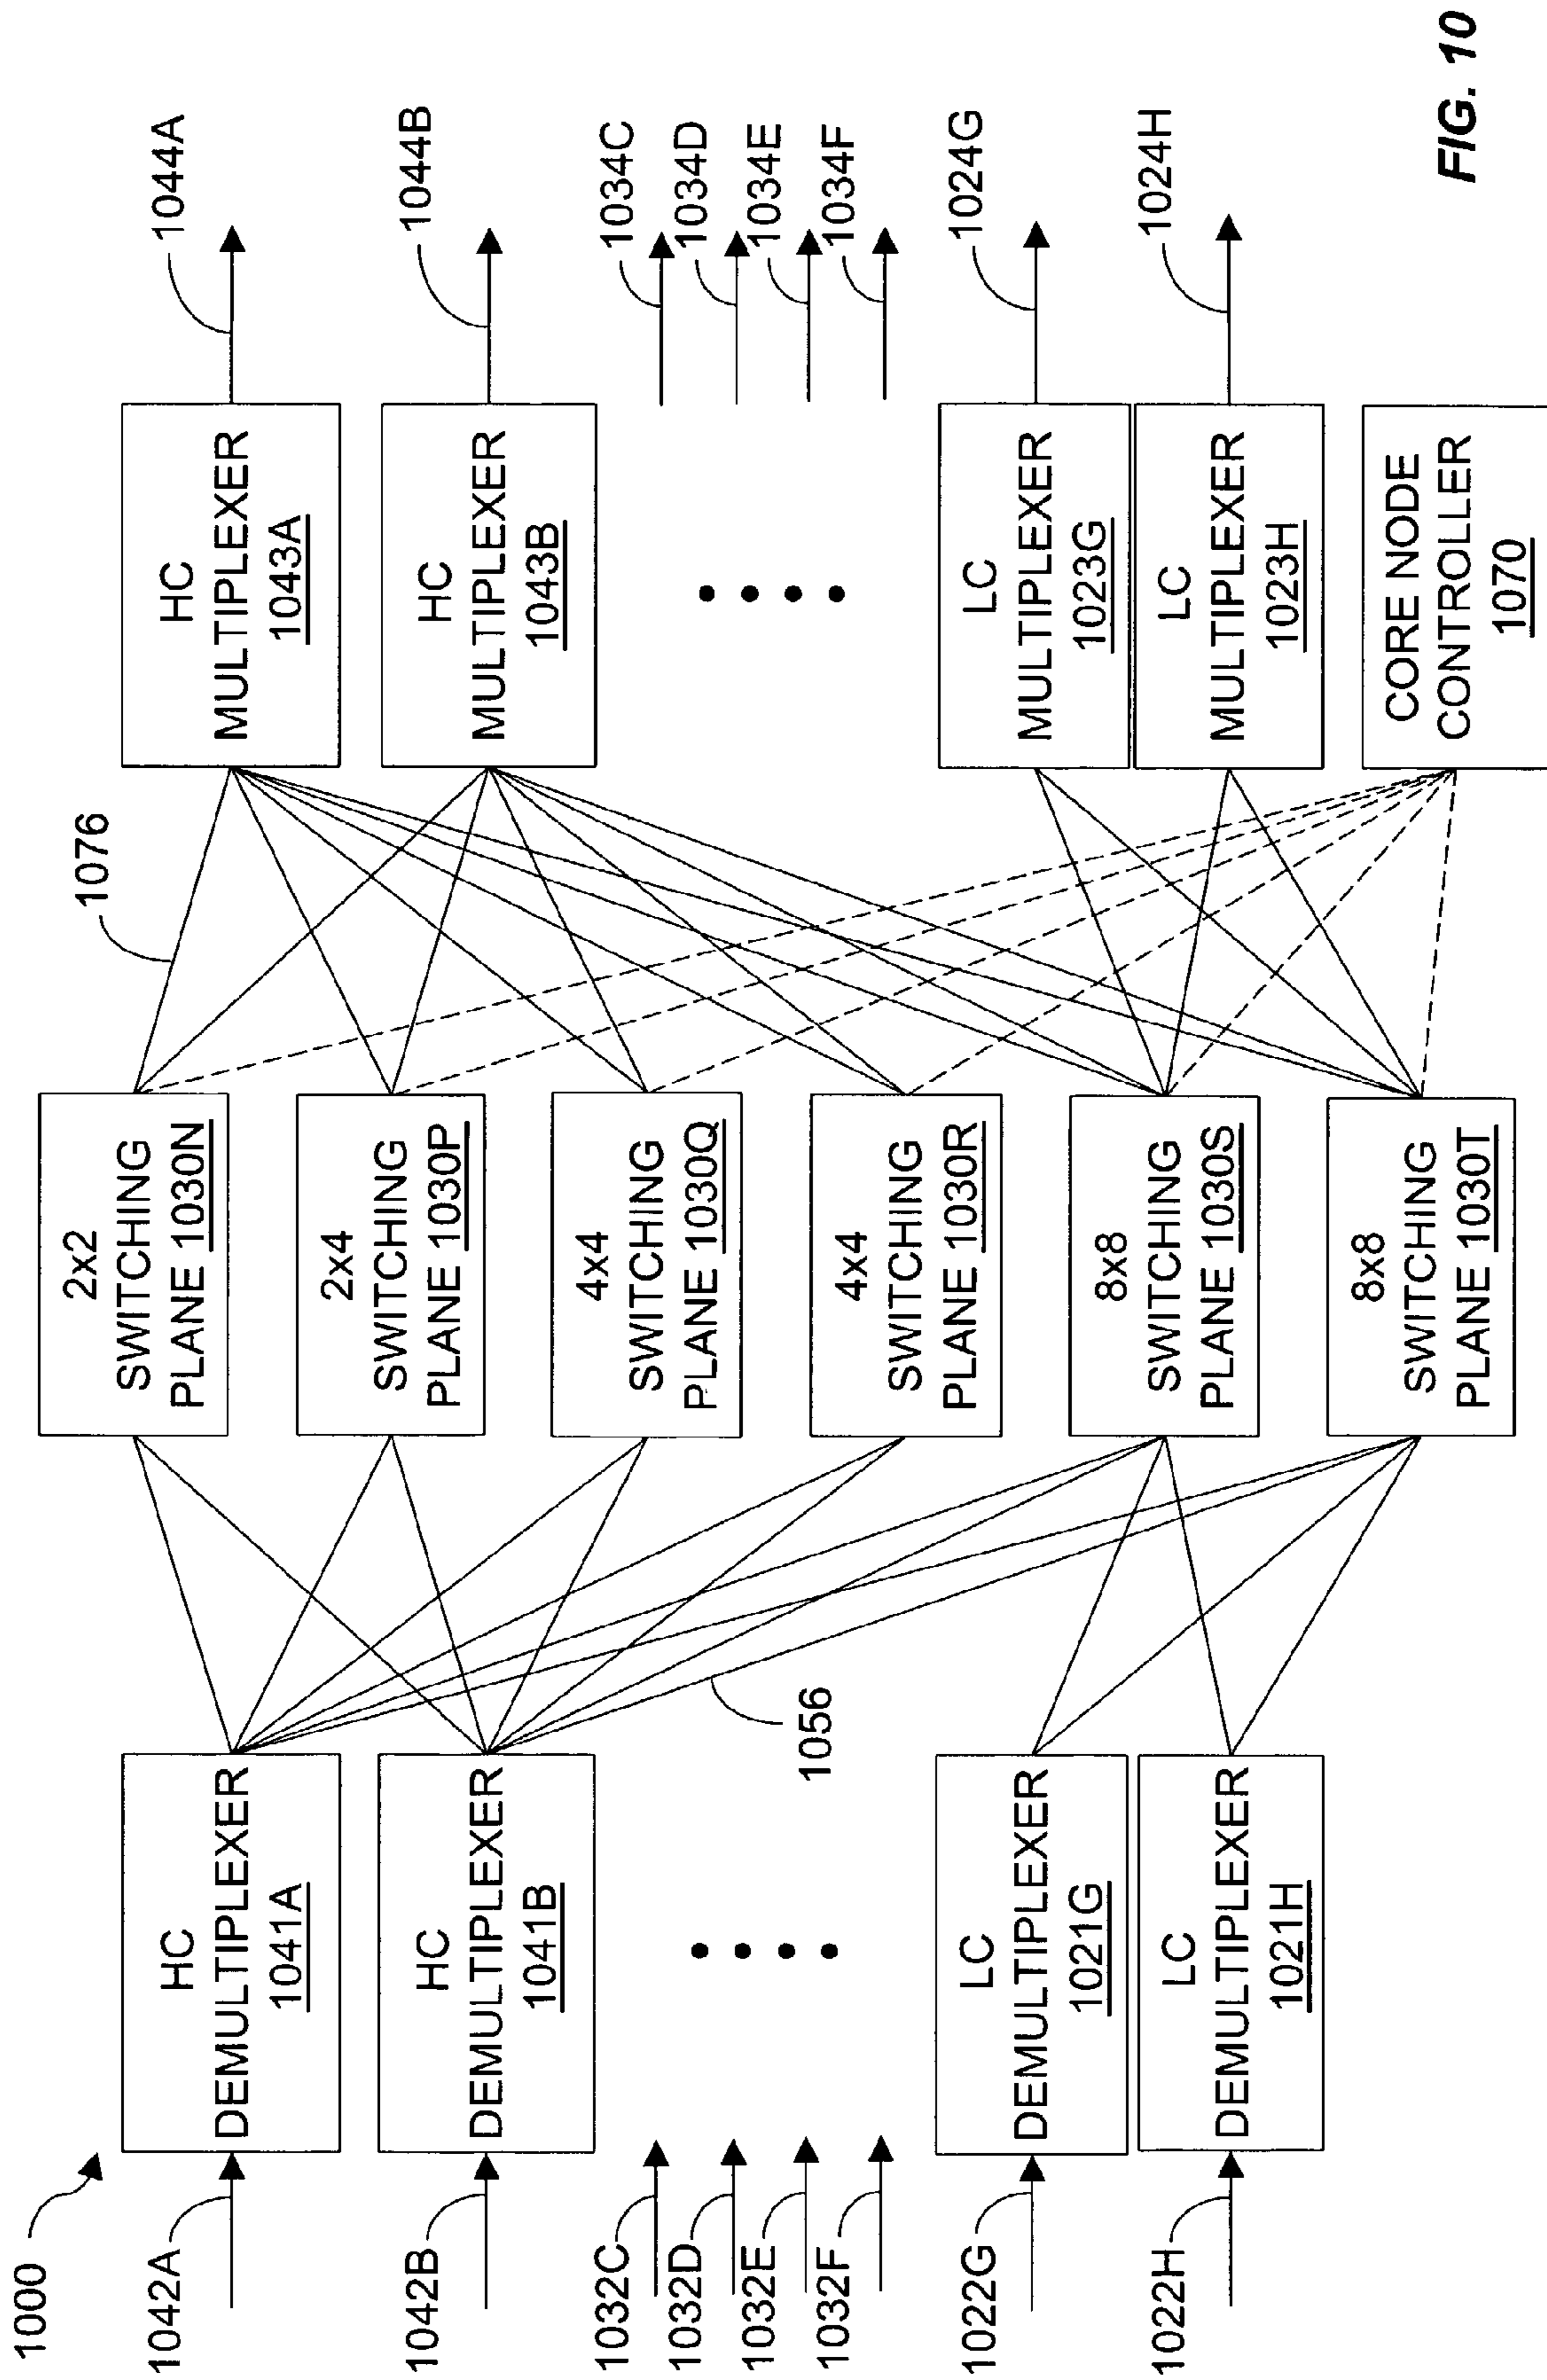 1000
1042A
1042B
1032C
1032D
1032E
1032F
1022G
1022H
HC
DEMULTIPLEXER
1041A
HC
DEMULTIPLEXER
1041B
LC
DEMULTIPLEXER
1021G
LC
DEMULTIPLEXER
1021H
1056
2x2
SWITCHING
PLANE 1030N
2x4
SWITCHING
PLANE 1030P
4x4
SWITCHING
PLANE 1030Q
4x4
SWITCHING
PLANE 1030R
8x8
SWITCHING
PLANE 1030S
8x8
SWITCHING
PLANE 1030T
1076
HC
MULTIPLEXER
1043A
HC
MULTIPLEXER
1043B
LC
MULTIPLEXER
1023G
LC
MULTIPLEXER
1023H
CORE NODE
CONTROLLER
1070
1044A
1044B
1034C
1034D
1034E
1034F
1024G
1024H
FIG. 10